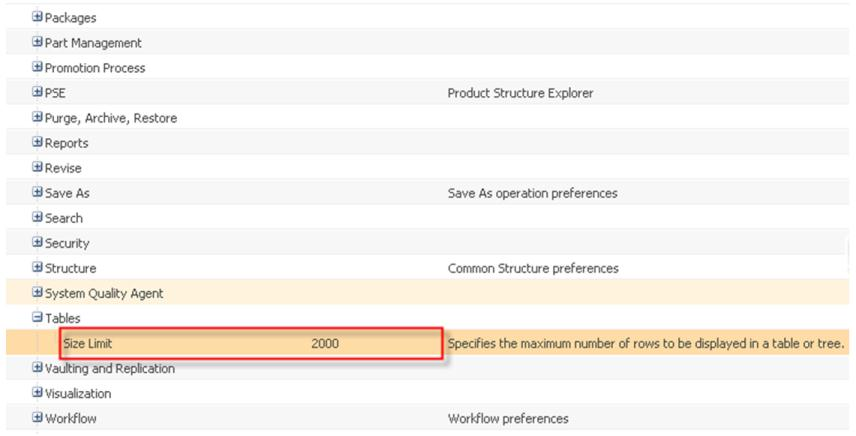 Packages
Part Management
Promotion Process
PSE Product Structure Explorer
Purge, Archive, Restore
Reports
Revise
Save As Save As operation preferences
Search
Security
Structure Common Structure preferences
System Quality Agent
Tables
Size Limit 2000 Specifies the maximum number of rows to be displayed in a table or tree.
Vaulting and Replication
Visualization
Workflow Workflow preferences